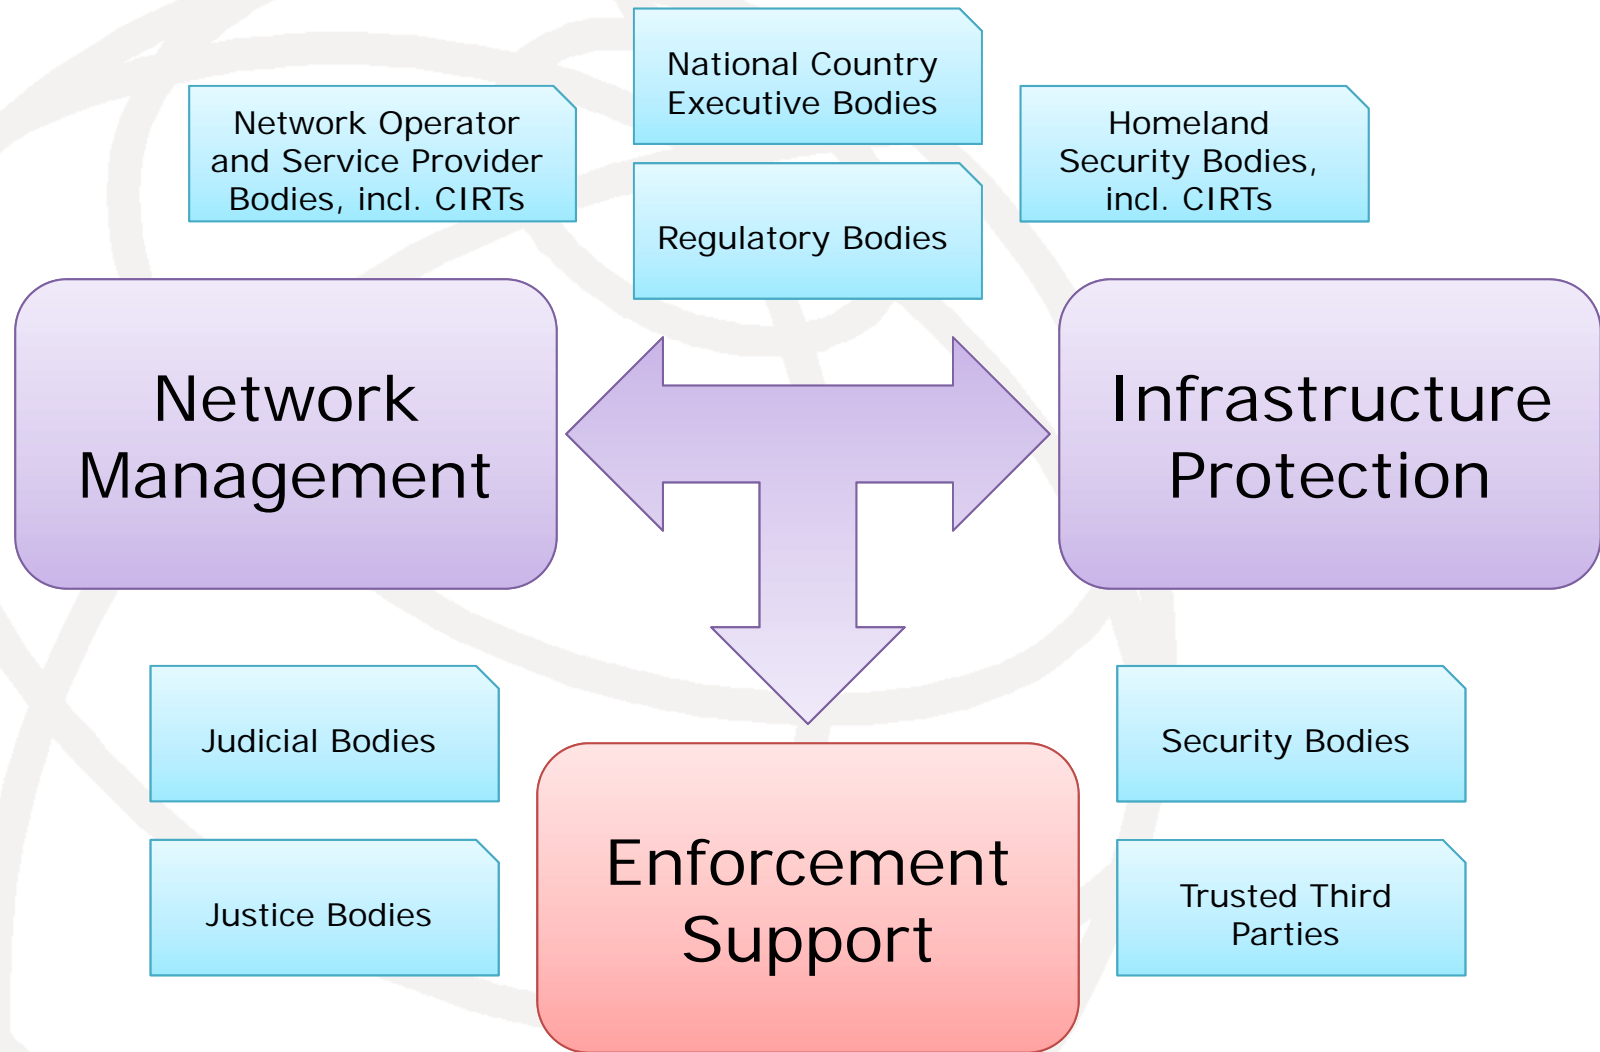 National Country
Executive Bodies
Network Operator
and Service Provider
Bodies, incl. CIRTs
Homeland
Security Bodies,
incl. CIRTs
Regulatory Bodies
Network
Management
Infrastructure
Protection
Judicial Bodies
Security Bodies
Enforcement
Support
Justice Bodies
Trusted Third
Parties